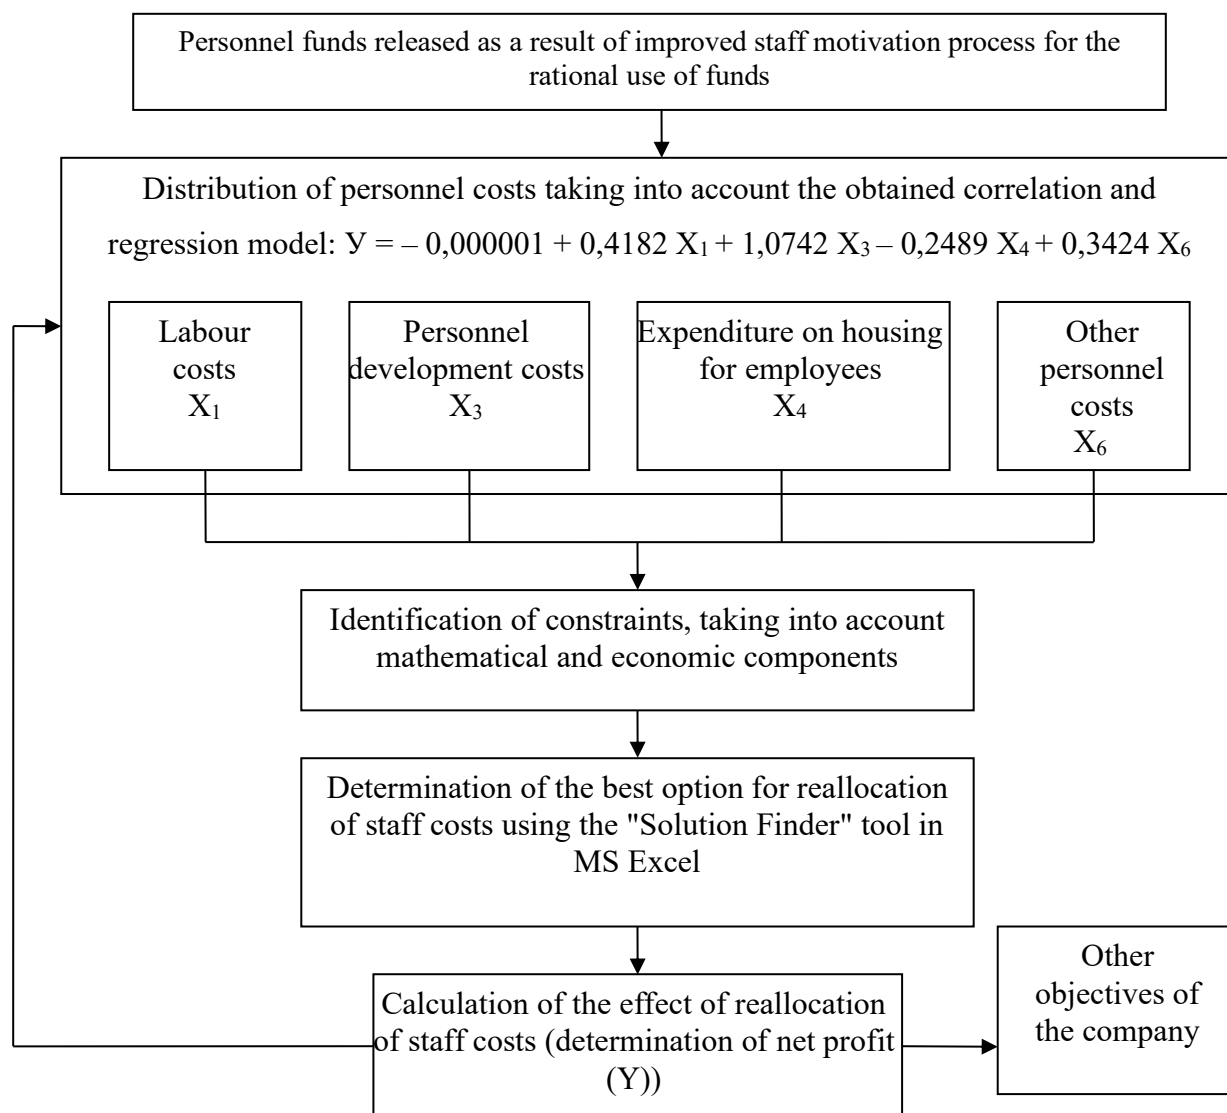 Personnel funds released as a result of improved staff motivation process for the
rational use of funds
Distribution of personnel costs taking into account the obtained correlation and
regression model: У = – 0,000001 + 0,4182 X₁ + 1,0742 X₃ – 0,2489 X₄ + 0,3424 X₆
Labour
costs
X₁
Personnel
development costs
X₃
Expenditure on housing
for employees
X₄
Other
personnel
costs
X₆
Identification of constraints, taking into account
mathematical and economic components
Determination of the best option for reallocation
of staff costs using the "Solution Finder" tool in
MS Excel
Calculation of the effect of reallocation
of staff costs (determination of net profit
(Y))
Other
objectives of
the company